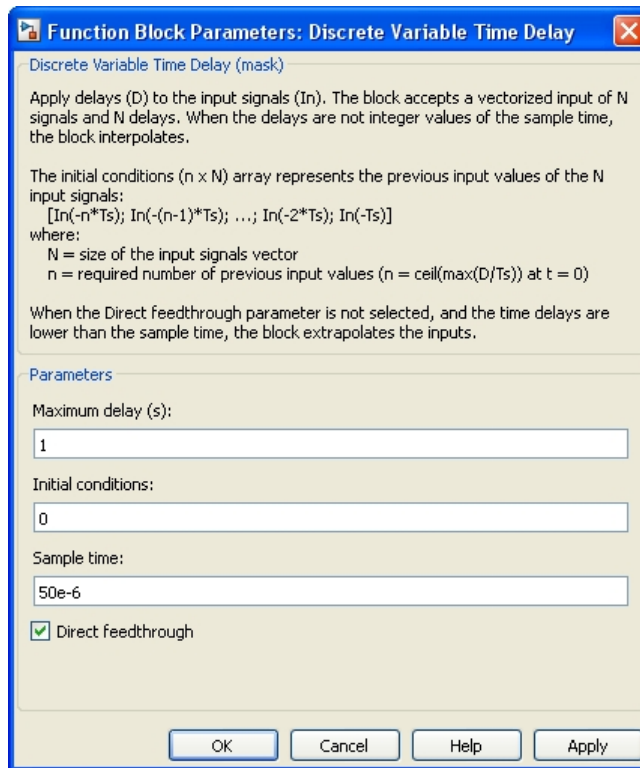 Function Block Parameters: Discrete Variable Time Delay
Discrete Variable Time Delay (mask)
Apply delays (D) to the input signals (In). The block accepts a vectorized input of N
signals and N delays. When the delays are not integer values of the sample time,
the block interpolates.
The initial conditions (n x N) array represents the previous input values of the N
input signals:
[In(-n*Ts); In(-(n-1)*Ts); ...; In(-2*Ts); In(-Ts)]
where:
N = size of the input signals vector
n = required number of previous input values (n = ceil(max(D/Ts)) at t = 0)
When the Direct feedthrough parameter is not selected, and the time delays are
lower than the sample time, the block extrapolates the inputs.
Parameters
Maximum delay (s):
1
Initial conditions:
0
Sample time:
50e-6
Direct feedthrough
OK Cancel Help Apply